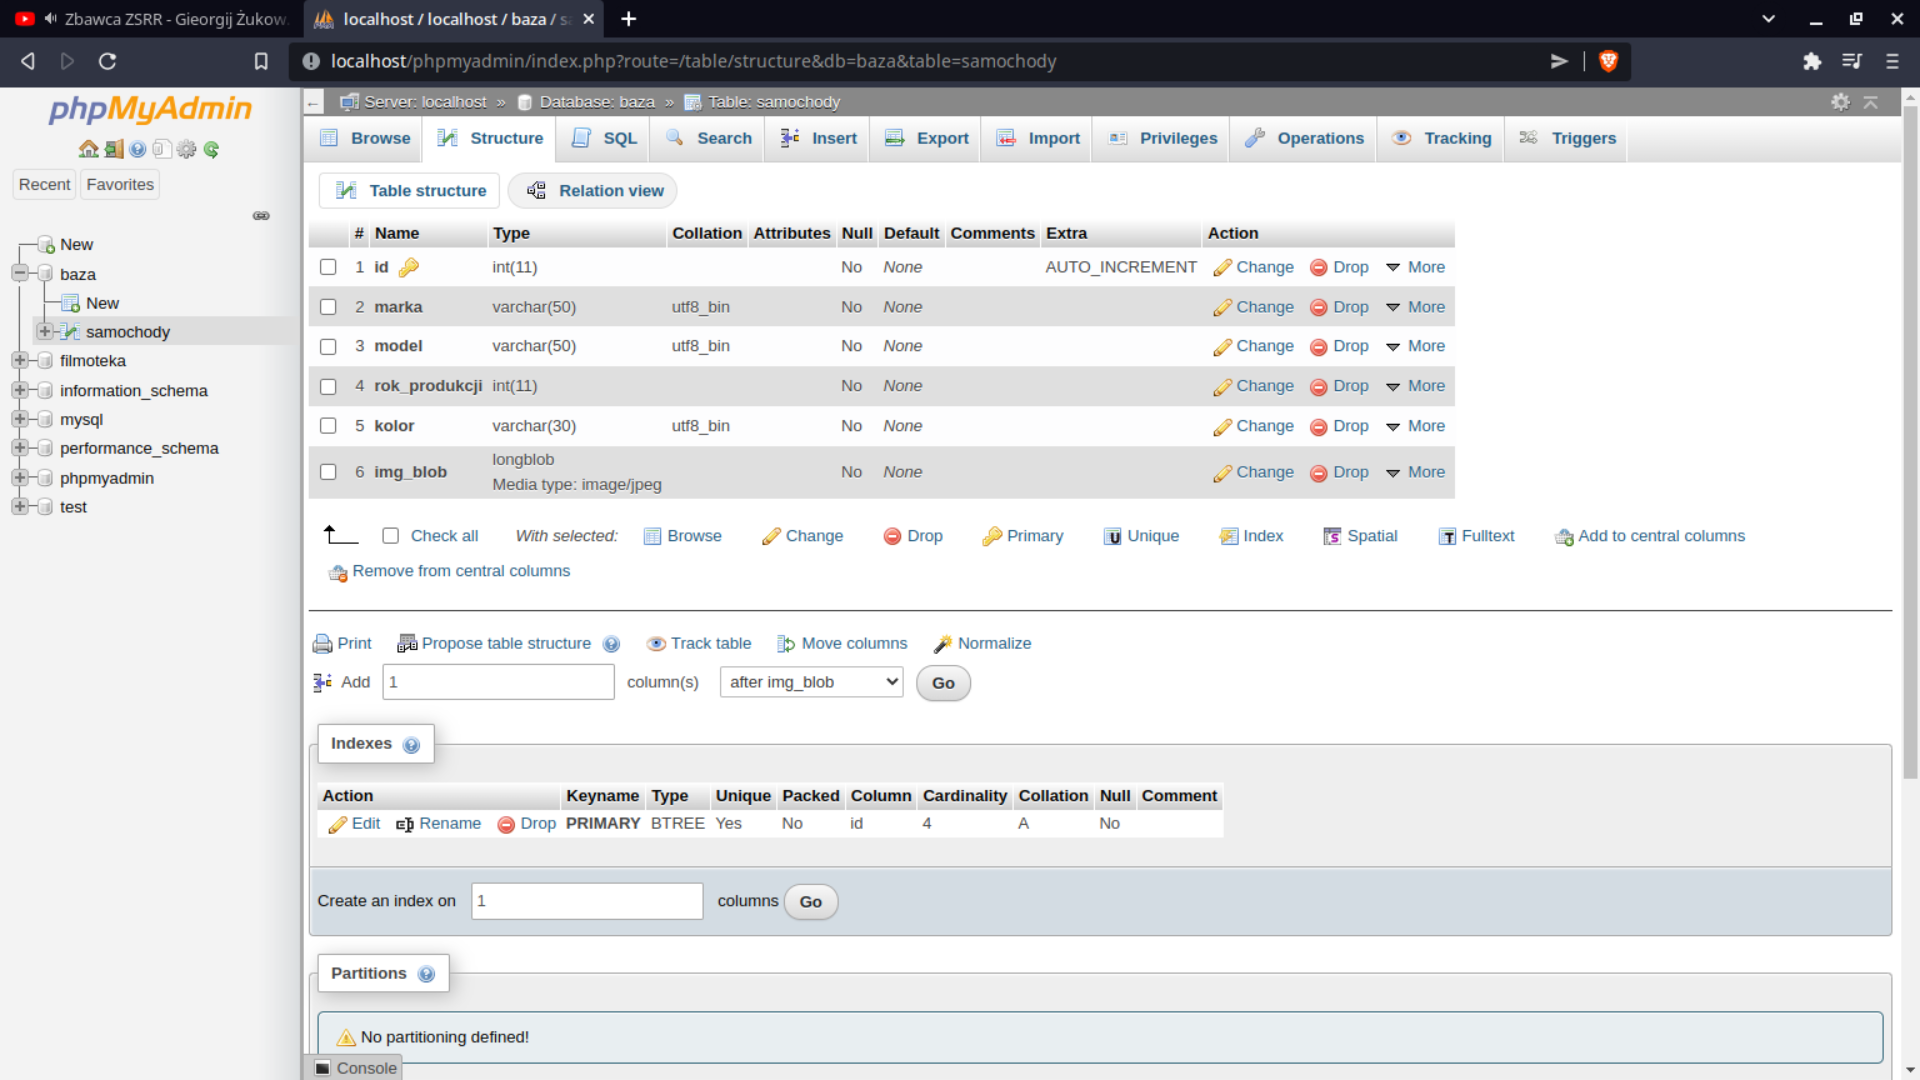 Zbawca ZSRR - Gieorgij Żukow
localhost / localhost / baza / sa
localhost/phpmyadmin/index.php?route=/table/structure&db=baza&table=samochody
phpMyAdmin
Recent Favorites
New
baza
New
samochody
filmoteka
information_schema
mysql
performance_schema
phpmyadmin
test
Server: localhost » Database: baza » Table: samochody
Browse Structure SQL Search Insert Export Import Privileges Operations Tracking Triggers
Table structure Relation view
# Name Type Collation Attributes Null Default Comments Extra Action
1 id int(11) No None AUTO_INCREMENT Change Drop More
2 marka varchar(50) utf8_bin No None Change Drop More
3 model varchar(50) utf8_bin No None Change Drop More
4 rok_produkcji int(11) No None Change Drop More
5 kolor varchar(30) utf8_bin No None Change Drop More
6 img_blob longblob No None Change Drop More
Media type: image/jpeg
Check all With selected: Browse Change Drop Primary Unique Index Spatial Fulltext Add to central columns
Remove from central columns
Print Propose table structure Track table Move columns Normalize
Add 1 column(s) after img_blob Go
Indexes
Action Keyname Type Unique Packed Column Cardinality Collation Null Comment
Edit Rename Drop PRIMARY BTREE Yes No id 4 A No
Create an index on 1 columns Go
Partitions
No partitioning defined!
Console